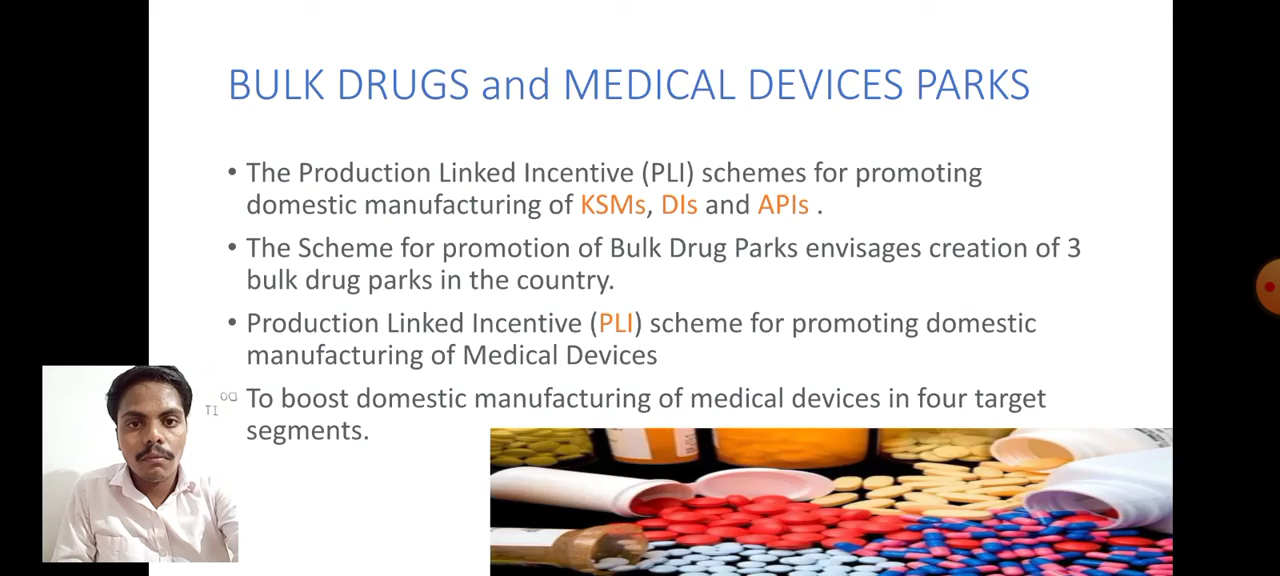 BULK DRUGS and MEDICAL DEVICES PARKS
• The Production Linked Incentive (PLI) schemes for promoting
domestic manufacturing of KSMs, DIs and APIs .
• The Scheme for promotion of Bulk Drug Parks envisages creation of 3
bulk drug parks in the country.
• Production Linked Incentive (PLI) scheme for promoting domestic
manufacturing of Medical Devices
To boost domestic manufacturing of medical devices in four target
segments.